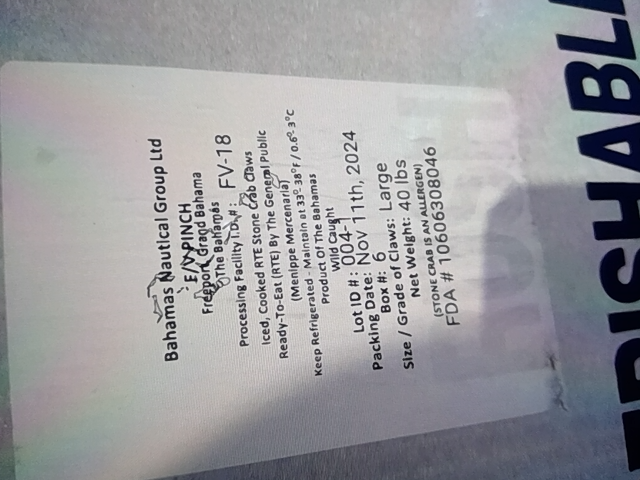 Bahamas Nautical Group Ltd
F/V PINCH
Freeport, Grand Bahama
The Bahamas
Processing Facility I.D. #: FV-18
Iced, Cooked RTE Stone Crab Claws
Ready-To-Eat (RTE) By The General Public
(Menippe Mercenaria)
Keep Refrigerated - Maintain at 33° 38°F / 0.6° 3°C
Product Of The Bahamas
Wild Caught
Lot ID #: 004-1
Packing Date: Nov 11th, 2024
Box #: 6
Size / Grade of Claws: Large
Net Weight: 40 lbs
(STONE CRAB IS AN ALLERGEN)
FDA # 10606308046